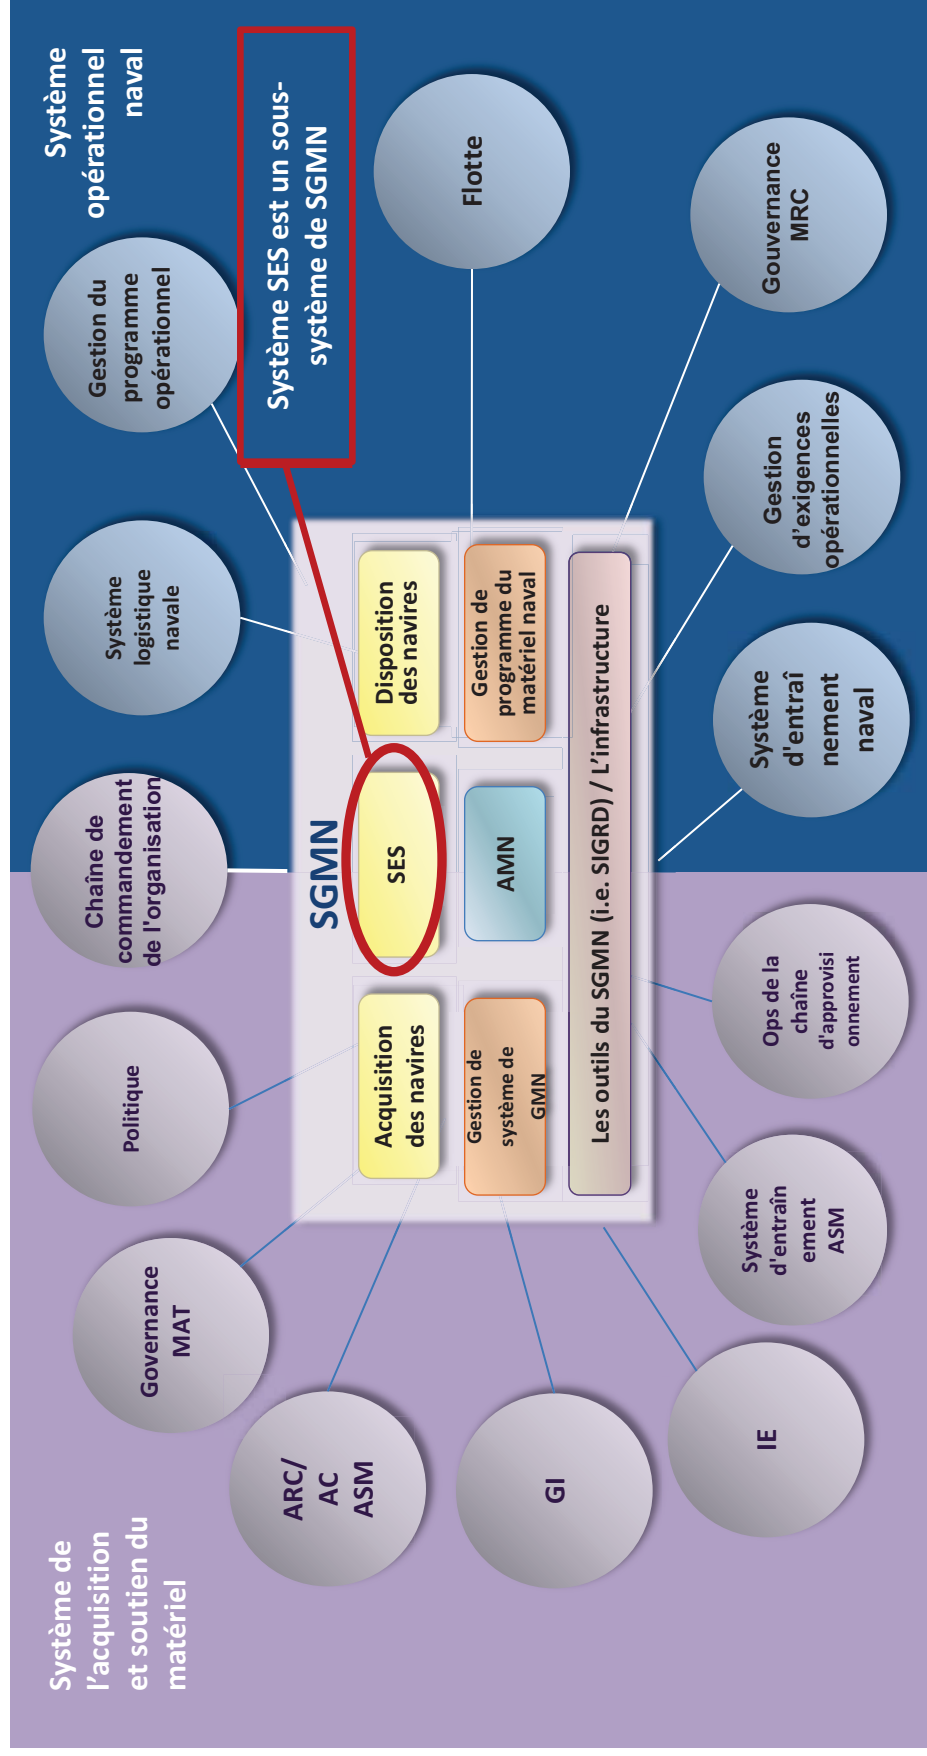 Système de
l'acquisition
et soutien du
matériel
Système
opérationnel
naval
Governance
MAT
Politique
Chaîne de
commandement
de l'organisation
Système
logistique
navale
Gestion du
programme
opérationnel
Système SES est un sous-
système de SGMN
ARC/
AC
ASM
SGMN
Acquisition
des navires
SES
Disposition
des navires
Flotte
GI
Gestion de
système de
GMN
AMN
Gestion de
programme du
matériel naval
Les outils du SGMN (i.e. SIGRD) / L'infrastructure
IE
Système
d'entraîn
ement
ASM
Ops de la
chaîne
d'approvisi
onnement
Système
d'entraî
nement
naval
Gestion
d'exigences
opérationnelles
Gouvernance
MRC